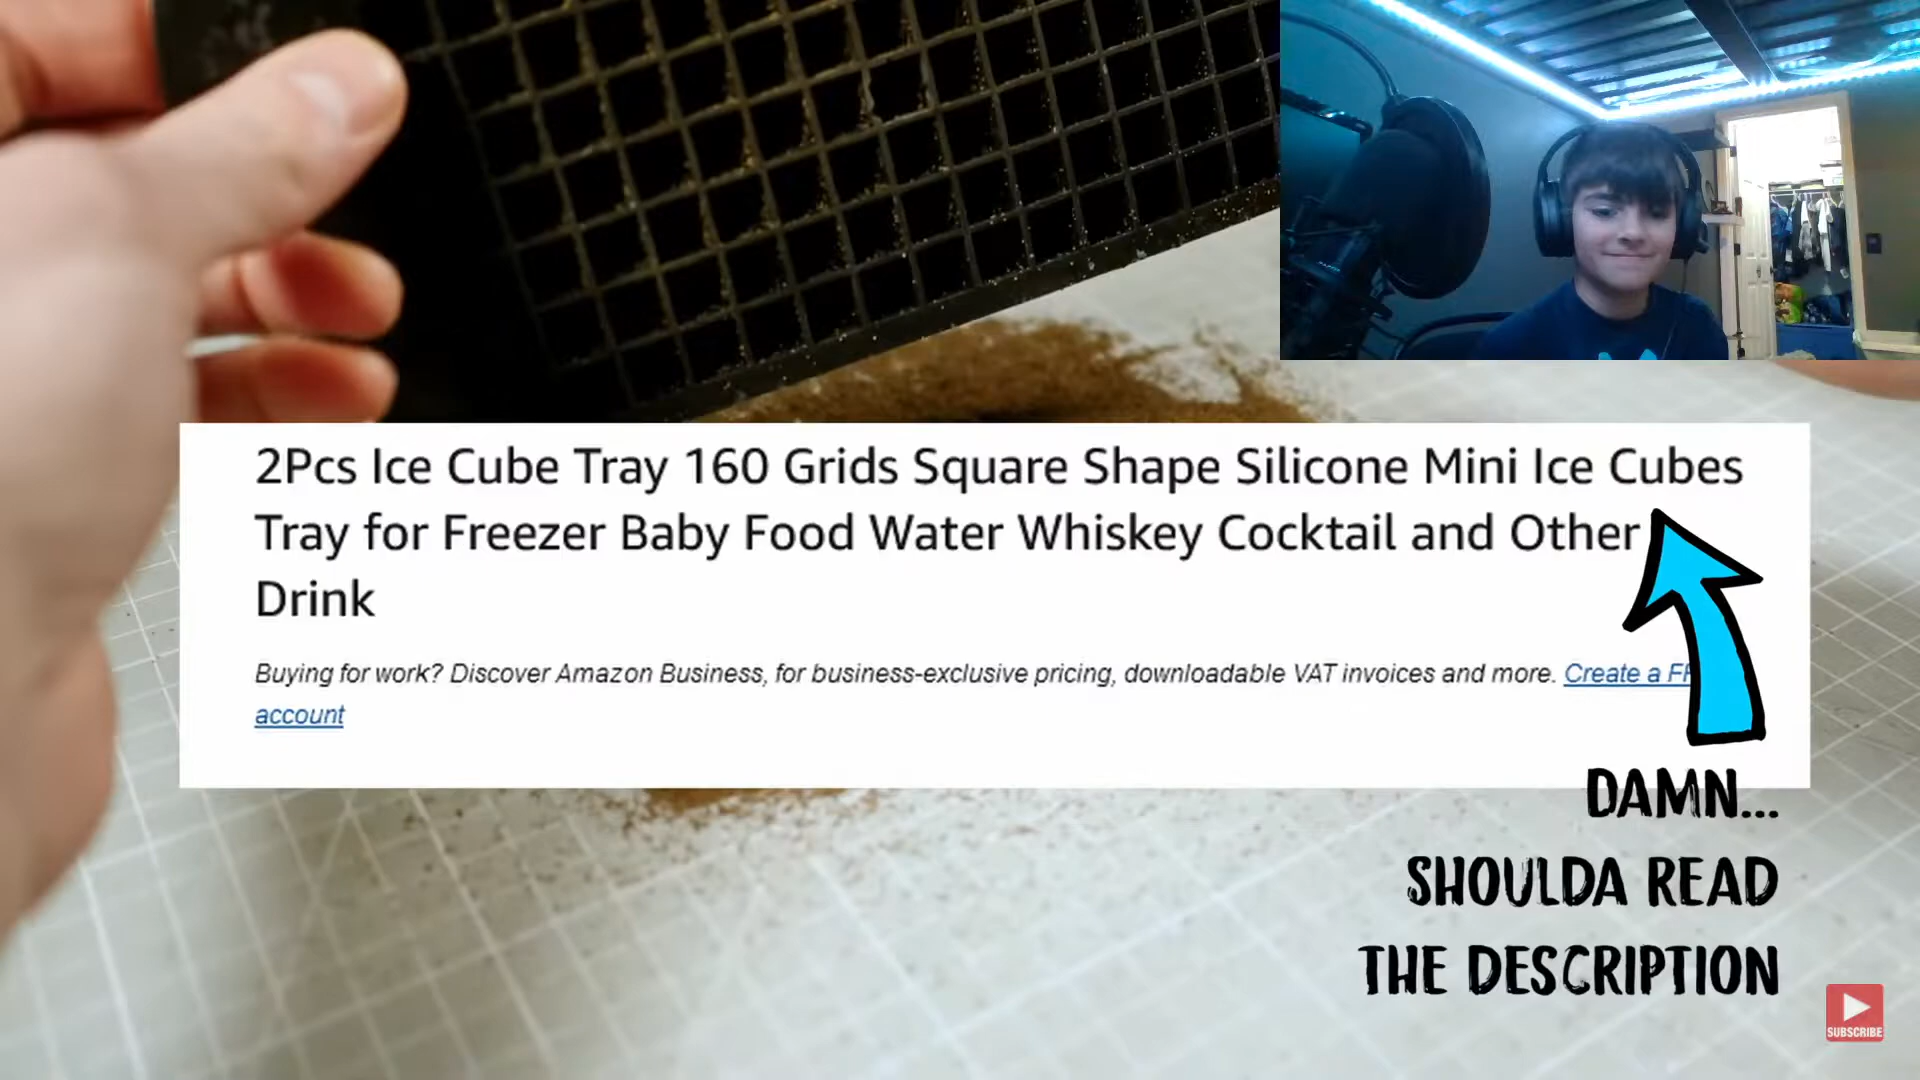 2Pcs Ice Cube Tray 160 Grids Square Shape Silicone Mini Ice Cubes
Tray for Freezer Baby Food Water Whiskey Cocktail and Other
Drink
Buying for work? Discover Amazon Business, for business-exclusive pricing, downloadable VAT invoices and more. Create a
account
DAMN...
SHOULDA READ
THE DESCRIPTION
SUBSCRIBE